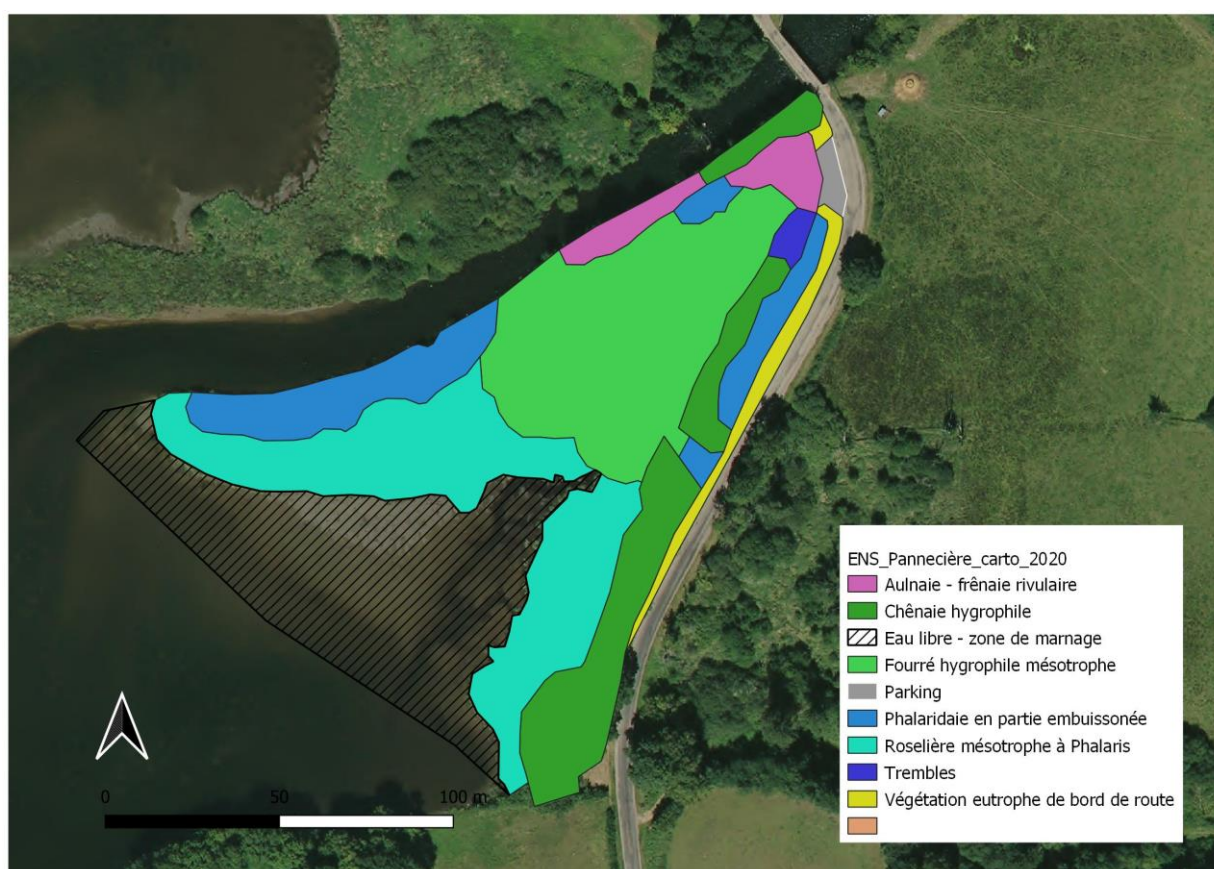 ENS_Pannecière_carto_2020
Aulnaie - frênaie rivulaire
Chênaie hygrophile
Eau libre - zone de marnage
Fourré hygrophile mésotrophe
Parking
Phalaridaie en partie embuissonée
Roselière mésotrophe à Phalaris
Trembles
Végétation eutrophe de bord de route
0 50 100 m